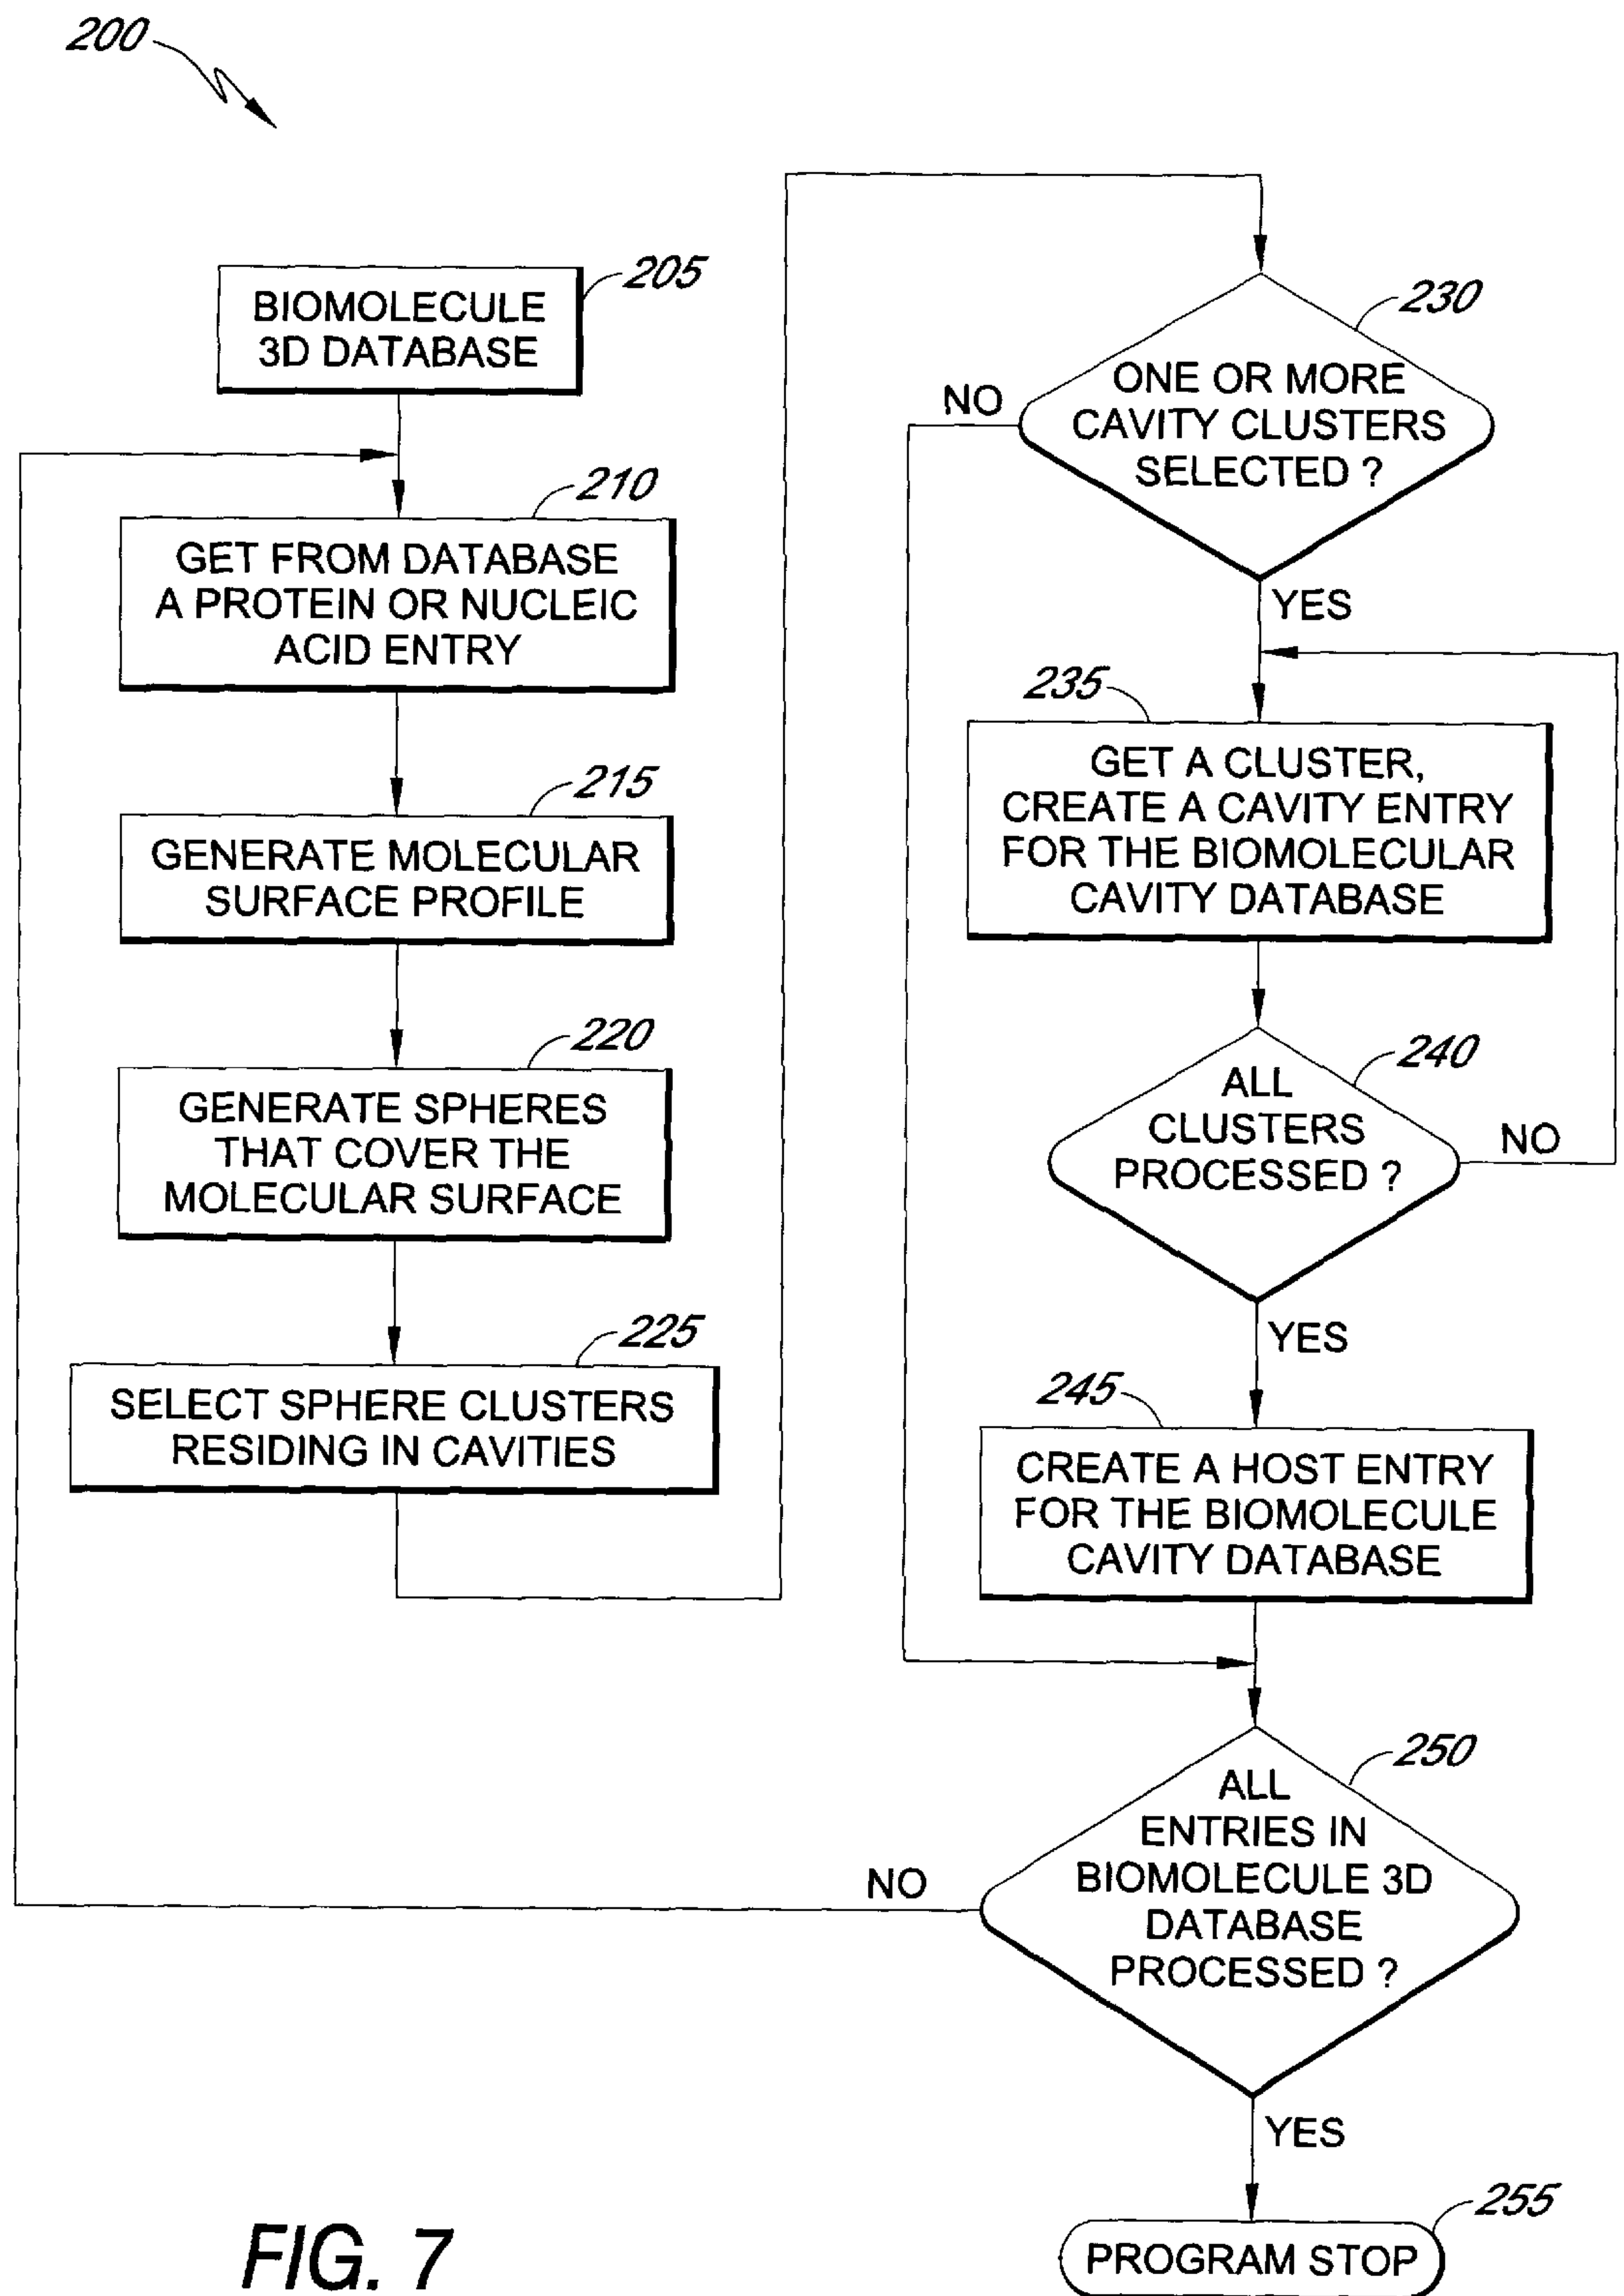 200
BIOMOLECULE
3D DATABASE
205
210
GET FROM DATABASE
A PROTEIN OR NUCLEIC
ACID ENTRY
215
GENERATE MOLECULAR
SURFACE PROFILE
220
GENERATE SPHERES
THAT COVER THE
MOLECULAR SURFACE
225
SELECT SPHERE CLUSTERS
RESIDING IN CAVITIES
230
ONE OR MORE
CAVITY CLUSTERS
SELECTED ?
NO
YES
235
GET A CLUSTER,
CREATE A CAVITY ENTRY
FOR THE BIOMOLECULAR
CAVITY DATABASE
240
ALL
CLUSTERS
PROCESSED ?
NO
YES
245
CREATE A HOST ENTRY
FOR THE BIOMOLECULE
CAVITY DATABASE
250
ALL
ENTRIES IN
BIOMOLECULE 3D
DATABASE
PROCESSED ?
NO
YES
255
PROGRAM STOP
FIG. 7